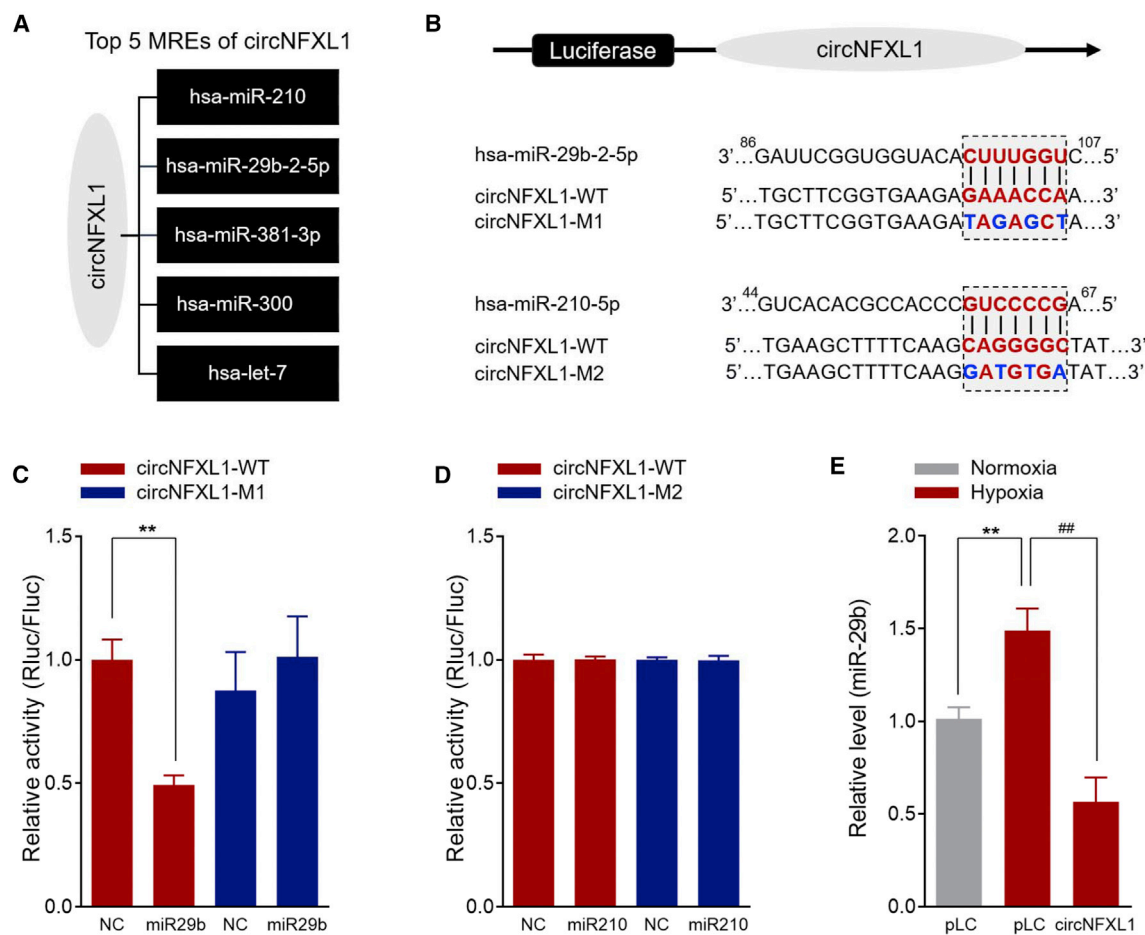 A
Top 5 MREs of circNFXL1
circNFXL1
hsa-miR-210
hsa-miR-29b-2-5p
hsa-miR-381-3p
hsa-miR-300
hsa-let-7
B
Luciferase
circNFXL1
86 107
hsa-miR-29b-2-5p 3’...GAUUCGGUGGUACACUUUGGUC...5’
circNFXL1-WT 5’...TGCTTCGGTGAAGAGAAACCAA...3’
circNFXL1-M1 5’...TGCTTCGGTGAAGATAGAGCTA...3’
44 67
hsa-miR-210-5p 3’...GUCACACGCCACCCGUCCCCGA...5’
circNFXL1-WT 5’...TGAAGCTTTTCAAGCAGGGGCTAT...3’
circNFXL1-M2 5’...TGAAGCTTTTCAAGGATGTGATAT...3’
C
circNFXL1-WT
circNFXL1-M1
Relative activity (Rluc/Fluc)
1.5
1.0
0.5
0.0
**
NC miR29b NC miR29b
D
circNFXL1-WT
circNFXL1-M2
Relative activity (Rluc/Fluc)
1.5
1.0
0.5
0.0
NC miR210 NC miR210
E
Normoxia
Hypoxia
Relative level (miR-29b)
2.0
1.5
1.0
0.5
0.0
** ##
pLC pLC circNFXL1